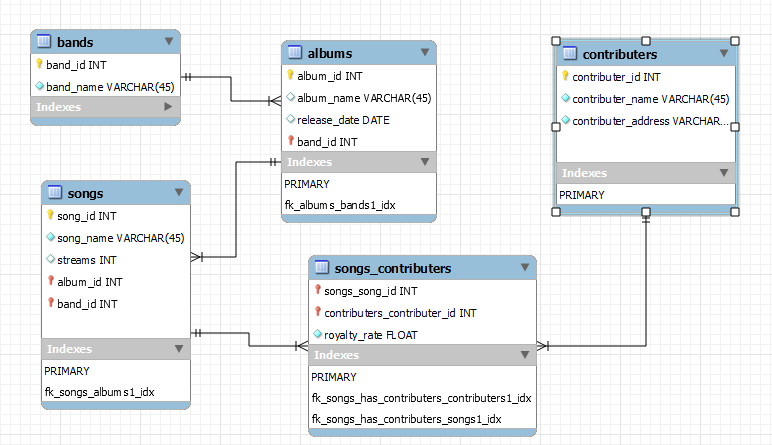 bands
band_id INT
band_name VARCHAR(45)
Indexes
albums
album_id INT
album_name VARCHAR(45)
release_date DATE
band_id INT
Indexes
PRIMARY
fk_albums_bands1_idx
contributers
contributer_id INT
contributer_name VARCHAR(45)
contributer_address VARCHAR...
Indexes
PRIMARY
songs
song_id INT
song_name VARCHAR(45)
streams INT
album_id INT
band_id INT
Indexes
PRIMARY
fk_songs_albums1_idx
songs_contributers
songs_song_id INT
contributers_contributer_id INT
royalty_rate FLOAT
Indexes
PRIMARY
fk_songs_has_contributers_contributers1_idx
fk_songs_has_contributers_songs1_idx